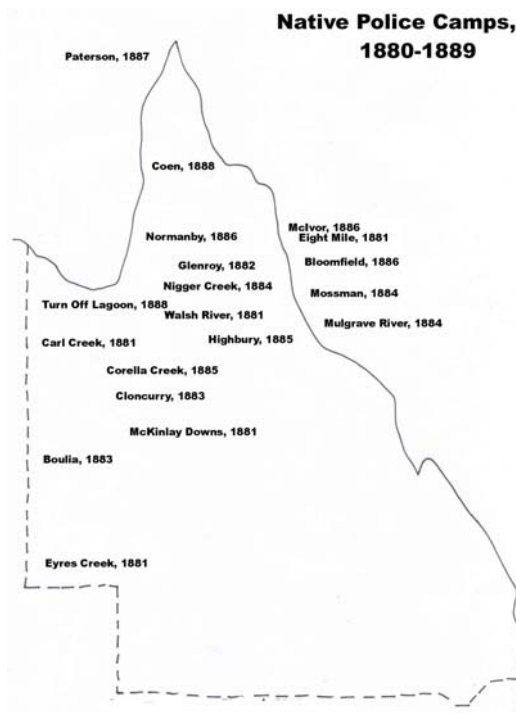 Native Police Camps,
1880-1889
Paterson, 1887
Coen, 1888
McIvor, 1886
Normanby, 1886
Eight Mile, 1881
Glenroy, 1882
Bloomfield, 1886
Nigger Creek, 1884
Mossman, 1884
Turn Off Lagoon, 1888
Walsh River, 1881
Mulgrave River, 1884
Carl Creek, 1881
Highbury, 1885
Corella Creek, 1885
Cloncurry, 1883
McKinlay Downs, 1881
Boulia, 1883
Eyres Creek, 1881